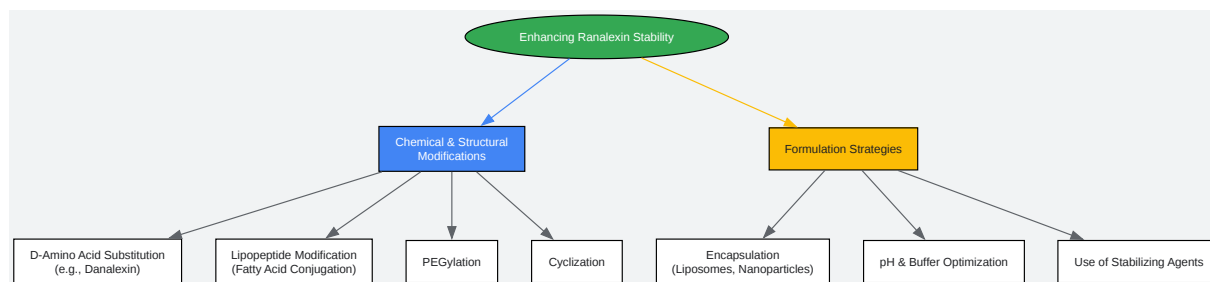 Enhancing Ranalexin Stability
Chemical & Structural
Modifications
Formulation Strategies
D-Amino Acid Substitution
(e.g., Danalexin)
Lipopeptide Modification
(Fatty Acid Conjugation)
PEGylation
Cyclization
Encapsulation
(Liposomes, Nanoparticles)
pH & Buffer Optimization
Use of Stabilizing Agents